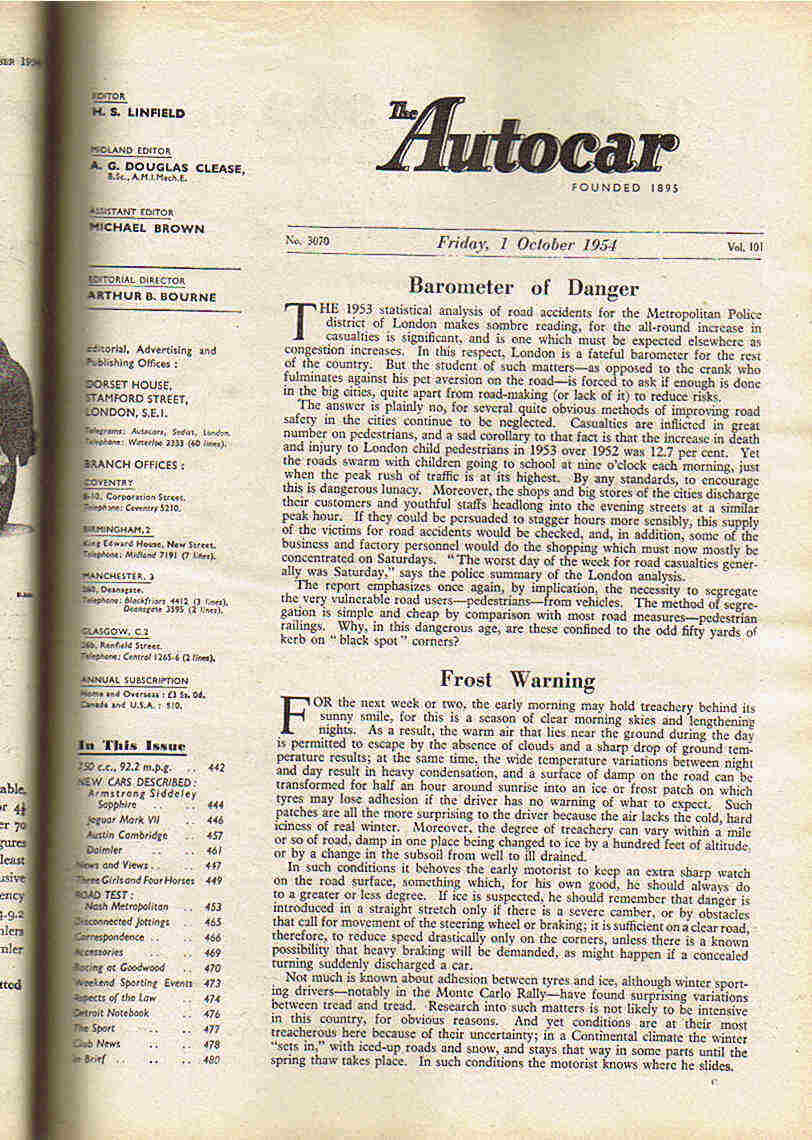 EDITOR
H. S. LINFIELD
MIDLAND EDITOR
A. G. DOUGLAS CLEASE,
B.Sc., A.M.I.Mech.E.
ASSISTANT EDITOR
MICHAEL BROWN
EDITORIAL DIRECTOR
ARTHUR B. BOURNE
Editorial, Advertising and
Publishing Offices :
DORSET HOUSE,
STAMFORD STREET,
LONDON, S.E.1.
Telegrams: Autocars, Sedist, London.
Telephone: Waterloo 3333 (60 lines).
BRANCH OFFICES :
COVENTRY
8-10, Corporation Street.
Telephone: Coventry 5210.
BIRMINGHAM, 2
King Edward House, New Street.
Telephone: Midland 7191 (7 lines).
MANCHESTER, 3
260, Deansgate.
Telephone: Blackfriars 4412 (3 lines).
Deansgate 3595 (2 lines).
GLASGOW, C.2
26b, Renfield Street.
Telephone: Central 1265-6 (2 lines).
ANNUAL SUBSCRIPTION
Home and Overseas : £3 5s. 0d.
Canada and U.S.A. : $10.
In This Issue
750 c.c., 92.2 m.p.g. .. 442
NEW CARS DESCRIBED :
Armstrong Siddeley
Sapphire .. .. 444
Jaguar Mark VII .. 446
Austin Cambridge .. 457
Daimler .. .. 461
News and Views .. .. 447
Three Girls and Four Horses 449
ROAD TEST :
Nash Metropolitan .. 453
Disconnected Jottings .. 465
Correspondence .. .. 466
Accessories .. .. 469
Racing at Goodwood .. 470
Weekend Sporting Events 473
Aspects of the Law .. 474
Detroit Notebook .. 476
The Sport .. .. 477
Club News .. .. 478
In Brief .. .. .. 480
The Autocar
FOUNDED 1895
No. 3070 Friday, 1 October 1954 Vol. 101
Barometer of Danger
THE 1953 statistical analysis of road accidents for the Metropolitan Police
district of London makes sombre reading, for the all-round increase in
casualties is significant, and is one which must be expected elsewhere as
congestion increases. In this respect, London is a fateful barometer for the rest
of the country. But the student of such matters—as opposed to the crank who
fulminates against his pet aversion on the road—is forced to ask if enough is done
in the big cities, quite apart from road-making (or lack of it) to reduce risks.
The answer is plainly no, for several quite obvious methods of improving road
safety in the cities continue to be neglected. Casualties are inflicted in great
number on pedestrians, and a sad corollary to that fact is that the increase in death
and injury to London child pedestrians in 1953 over 1952 was 12.7 per cent. Yet
the roads swarm with children going to school at nine o'clock each morning, just
when the peak rush of traffic is at its highest. By any standards, to encourage
this is dangerous lunacy. Moreover, the shops and big stores of the cities discharge
their customers and youthful staffs headlong into the evening streets at a similar
peak hour. If they could be persuaded to stagger hours more sensibly, this supply
of the victims for road accidents would be checked, and, in addition, some of the
business and factory personnel would do the shopping which must now mostly be
concentrated on Saturdays. "The worst day of the week for road casualties gener-
ally was Saturday," says the police summary of the London analysis.
The report emphasizes once again, by implication, the necessity to segregate
the very vulnerable road users—pedestrians—from vehicles. The method of segre-
gation is simple and cheap by comparison with most road measures—pedestrian
railings. Why, in this dangerous age, are these confined to the odd fifty yards of
kerb on "black spot" corners?
Frost Warning
FOR the next week or two, the early morning may hold treachery behind its
sunny smile, for this is a season of clear morning skies and lengthening
nights. As a result, the warm air that lies near the ground during the day
is permitted to escape by the absence of clouds and a sharp drop of ground tem-
perature results; at the same time, the wide temperature variations between night
and day result in heavy condensation, and a surface of damp on the road can be
transformed for half an hour around sunrise into an ice or frost patch on which
tyres may lose adhesion if the driver has no warning of what to expect. Such
patches are all the more surprising to the driver because the air lacks the cold, hard
iciness of real winter. Moreover, the degree of treachery can vary within a mile
or so of road, damp in one place being changed to ice by a hundred feet of altitude,
or by a change in the subsoil from well to ill drained.
In such conditions it behoves the early motorist to keep an extra sharp watch
on the road surface, something which, for his own good, he should always do
to a greater or less degree. If ice is suspected, he should remember that danger is
introduced in a straight stretch only if there is a severe camber, or by obstacles
that call for movement of the steering wheel or braking; it is sufficient on a clear road,
therefore, to reduce speed drastically only on the corners, unless there is a known
possibility that heavy braking will be demanded, as might happen if a concealed
turning suddenly discharged a car.
Not much is known about adhesion between tyres and ice, although winter sport-
ing drivers—notably in the Monte Carlo Rally—have found surprising variations
between tread and tread. Research into such matters is not likely to be intensive
in this country, for obvious reasons. And yet conditions are at their most
treacherous here because of their uncertainty; in a Continental climate the winter
"sets in," with iced-up roads and snow, and stays that way in some parts until the
spring thaw takes place. In such conditions the motorist knows where he slides.
C